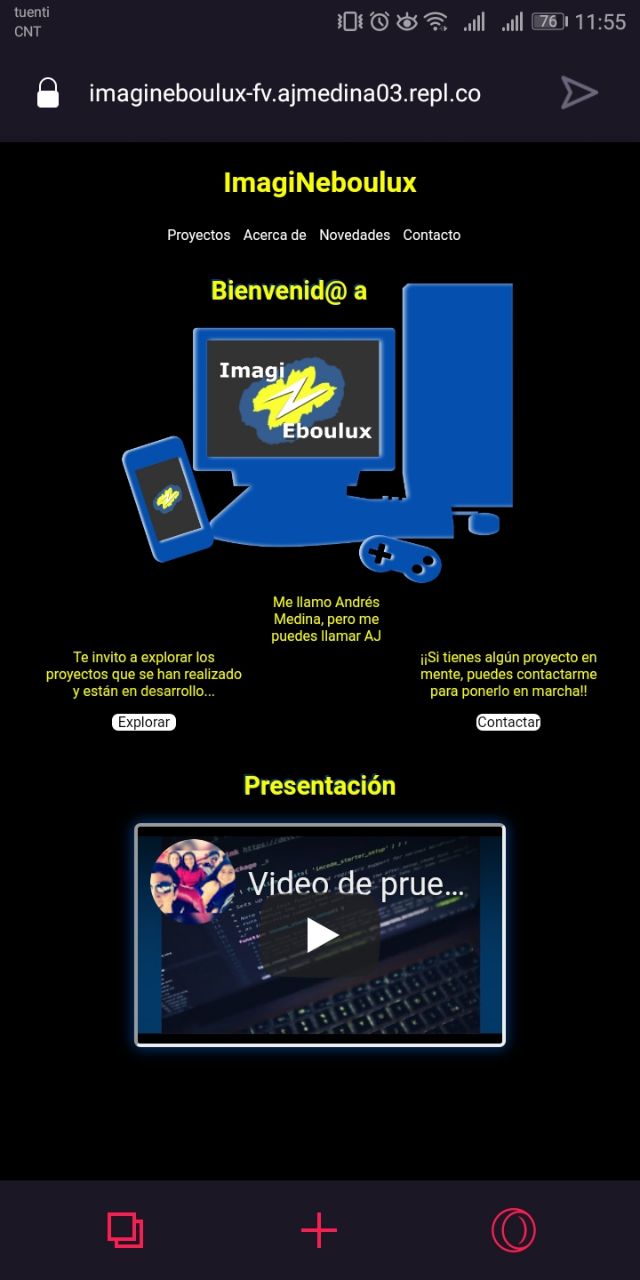 tuenti
CNT
76 11:55
imagineboulux-fv.ajmedina03.repl.co
ImagiNeboulux
Proyectos Acerca de Novedades Contacto
Bienvenid@ a
Imagi
Eboulux
Me llamo Andrés
Medina, pero me
puedes llamar AJ
Te invito a explorar los
proyectos que se han realizado
y están en desarrollo...
Explorar
¡¡Si tienes algún proyecto en
mente, puedes contactarme
para ponerlo en marcha!!
Contactar
Presentación
Video de prue...